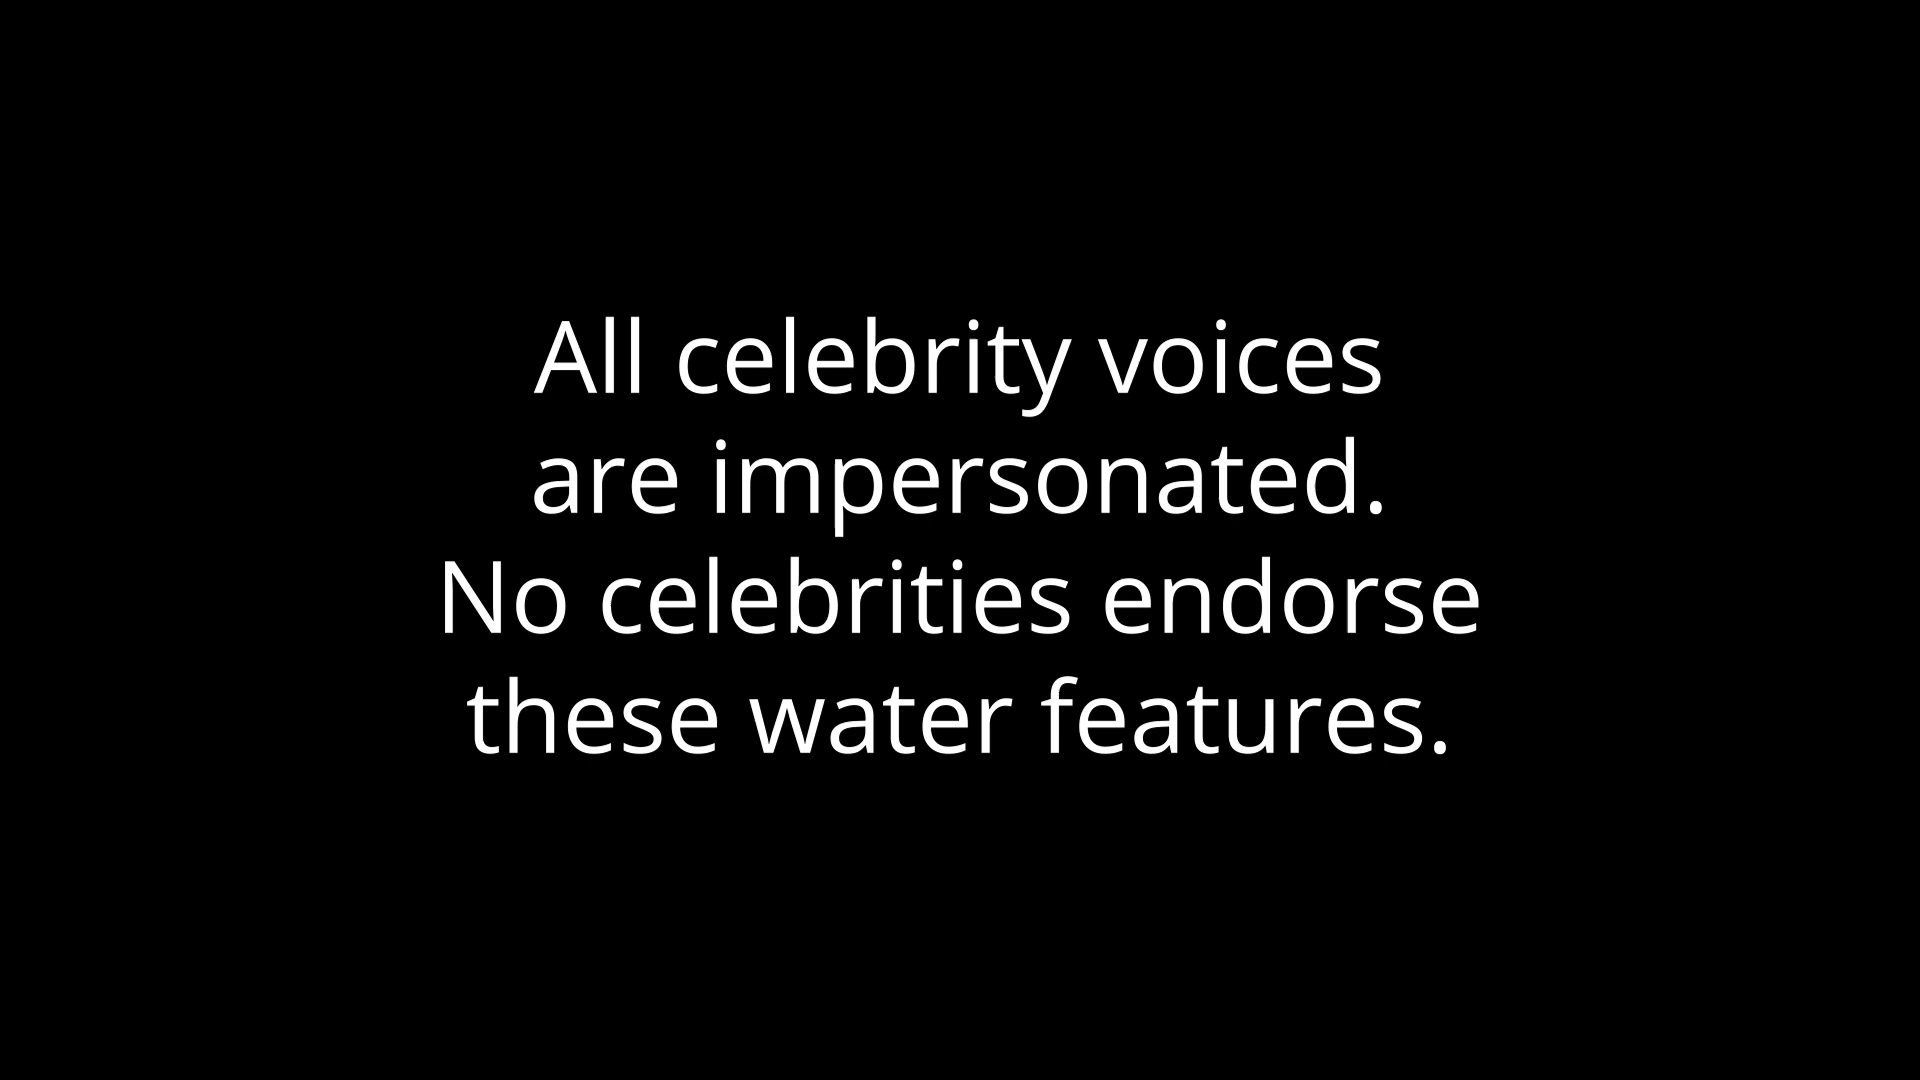 All celebrity voices
are impersonated.
No celebrities endorse
these water features.